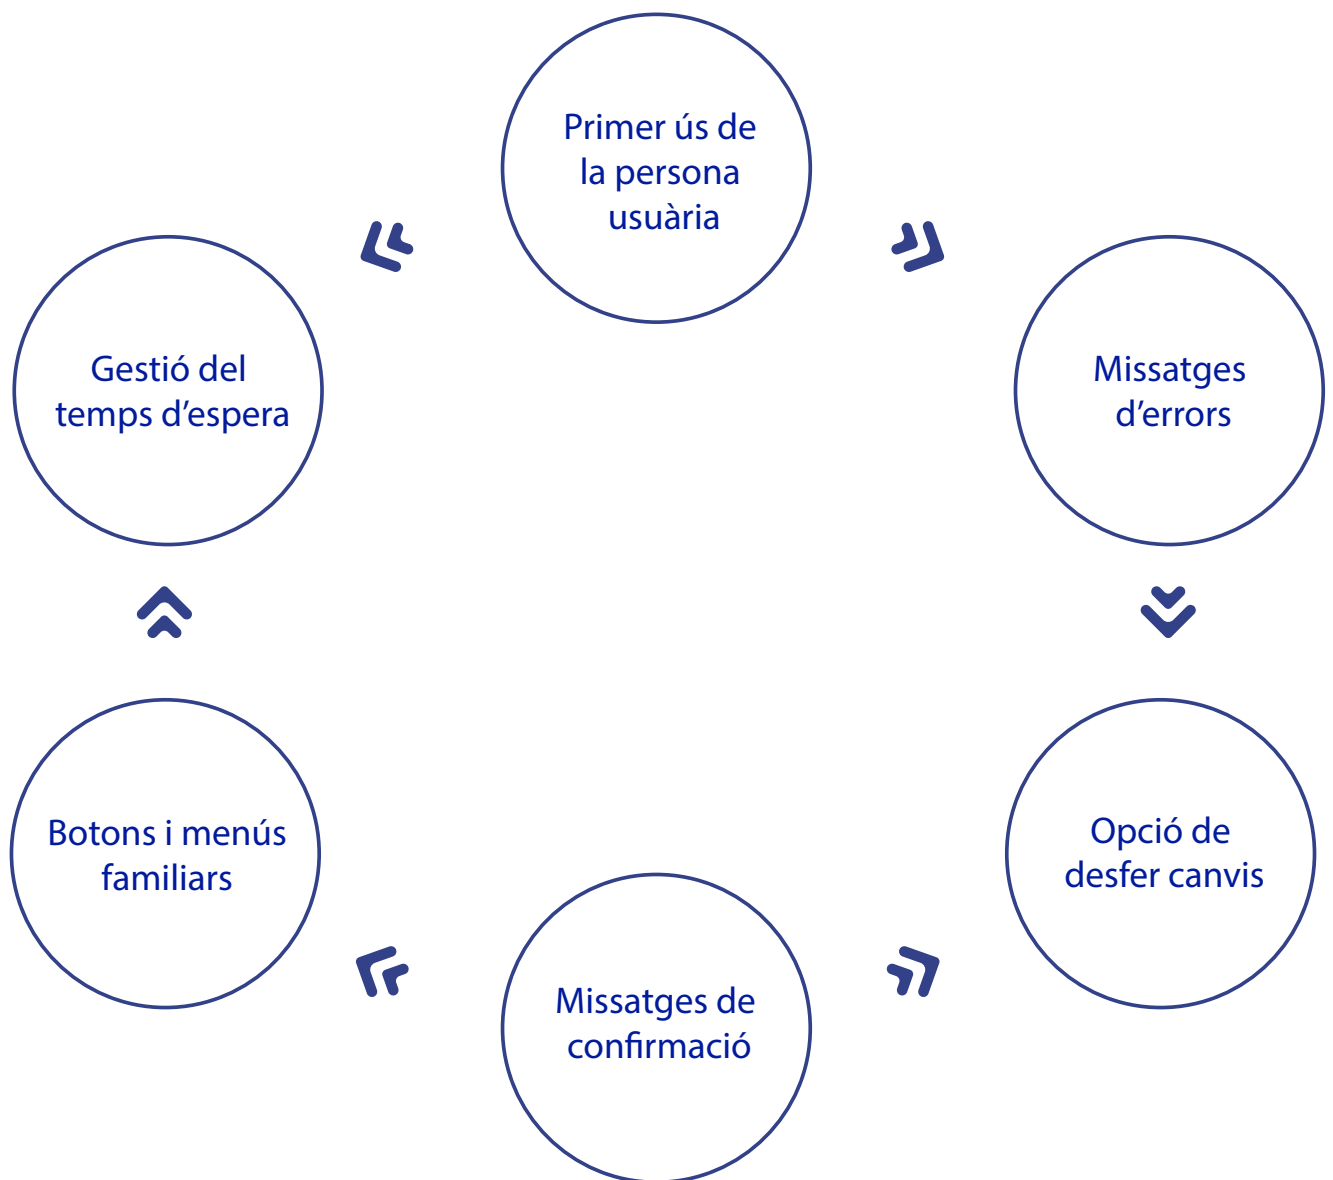 Primer ús de
la persona
usuària
Gestió del
temps d’espera
Missatges
d’errors
Botons i menús
familiars
Opció de
desfer canvis
Missatges de
confirmació